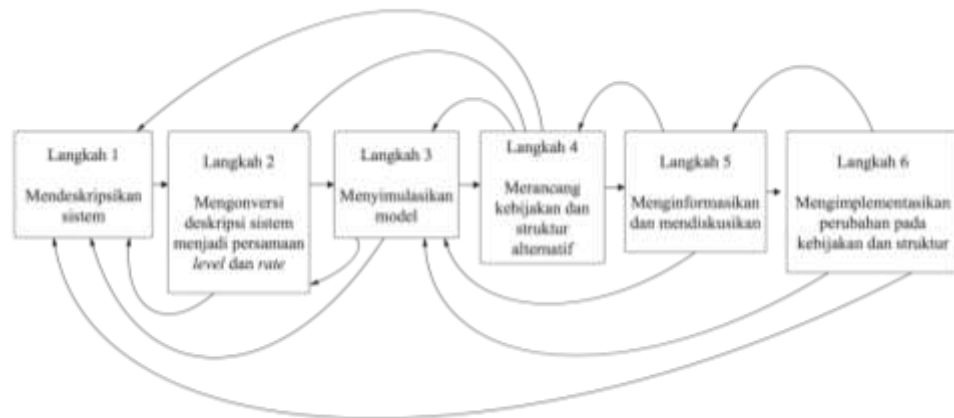 Langkah 1
Mendeskripsikan
sistem
Langkah 2
Mengonversi
deskripsi sistem
menjadi persamaan
level dan rate
Langkah 3
Menyimulasikan
model
Langkah 4
Merancang
kebijakan dan
struktur
alternatif
Langkah 5
Menginformasikan
dan mendiskusikan
Langkah 6
Mengimplementasikan
perubahan pada
kebijakan dan struktur